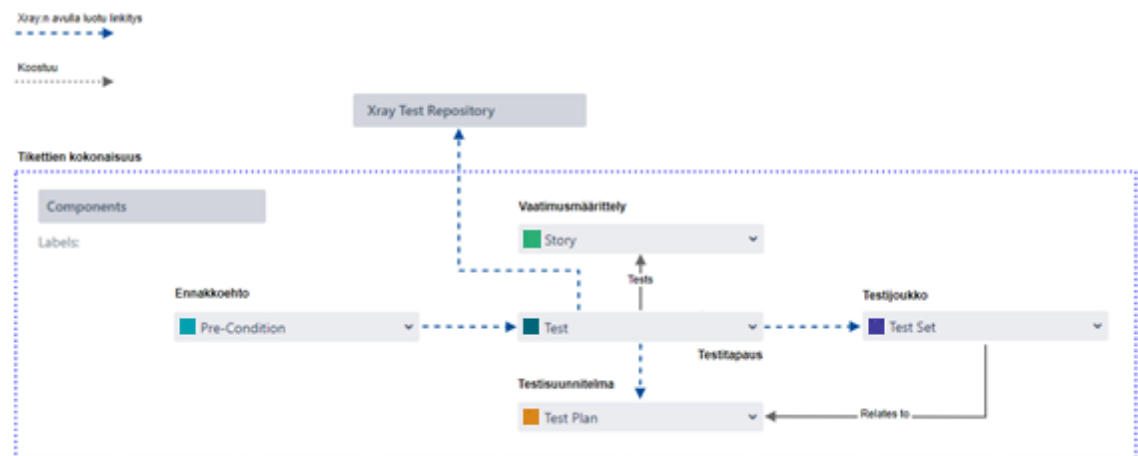 Xray:n avulla luotu linkitys
Koostuu
Xray Test Repository
Tikettien kokonaisuus
Components
Labels:
Vaatimusmäärittely
Story
Tests
Ennakkoehto
Pre-Condition
Test
Testitapaus
Testijoukko
Test Set
Testisuunnitelma
Test Plan
Relates to